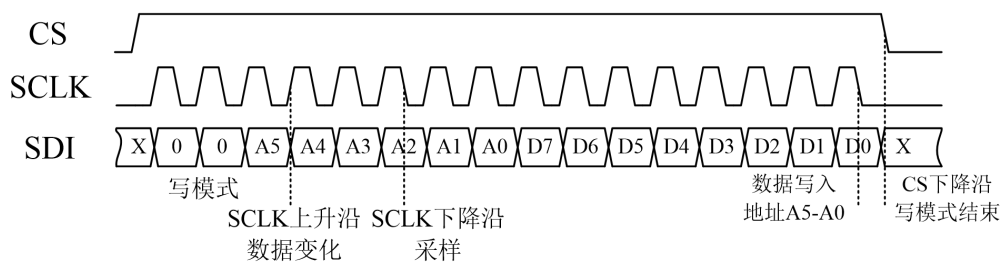 CS
SCLK
SDI X 0 0 A5 A4 A3 A2 A1 A0 D7 D6 D5 D4 D3 D2 D1 D0 X
写模式
SCLK上升沿
数据变化
SCLK下降沿
采样
数据写入
地址A5-A0
CS下降沿
写模式结束